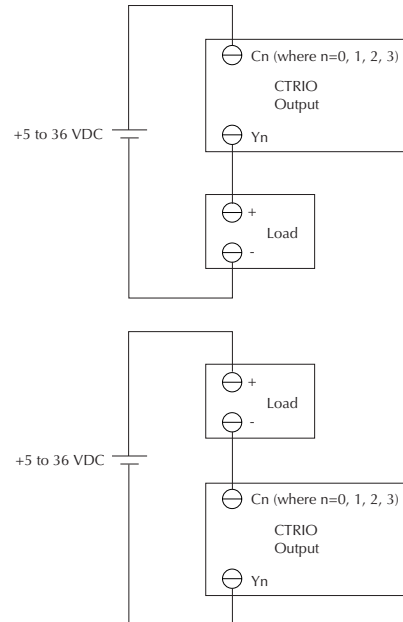 Cn (where n=0, 1, 2, 3)
CTRIO
Output
+5 to 36 VDC
Yn
+
Load
-
+
Load
-
+5 to 36 VDC
Cn (where n=0, 1, 2, 3)
CTRIO
Output
Yn